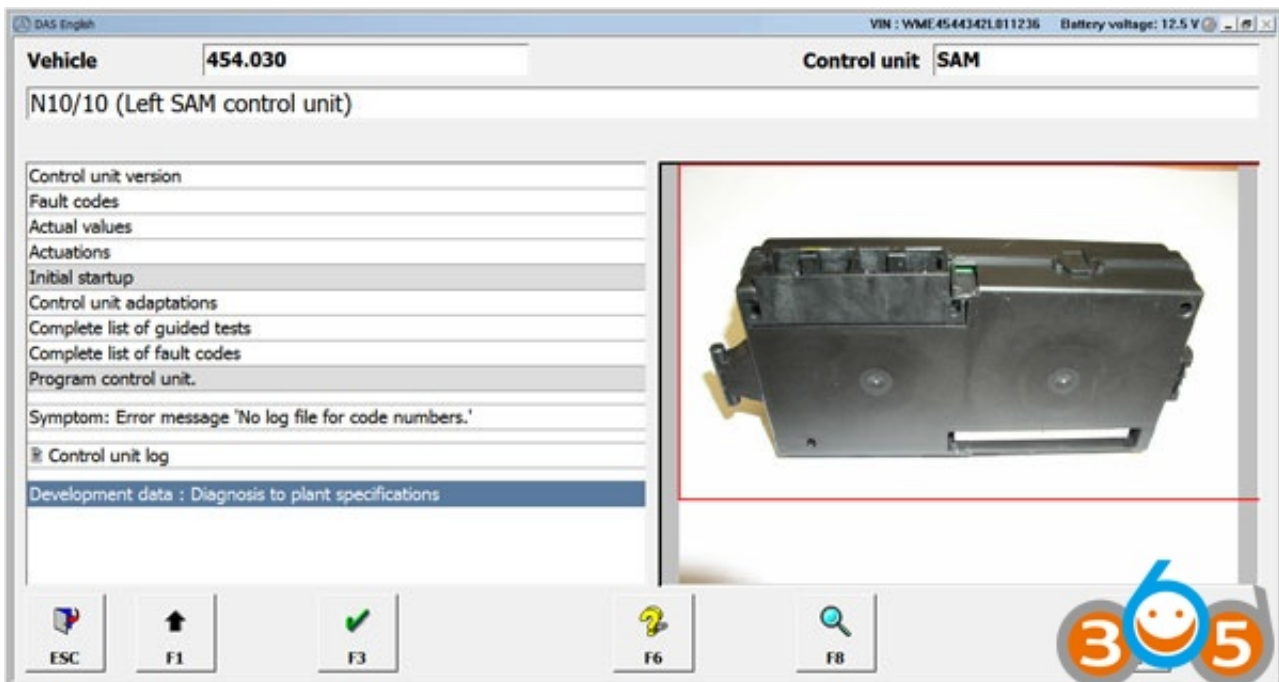 DAS English VIN : WME4544342L011236 Battery voltage: 12.5 V
Vehicle 454.030 Control unit SAM
N10/10 (Left SAM control unit)
Control unit version
Fault codes
Actual values
Actuations
Initial startup
Control unit adaptations
Complete list of guided tests
Complete list of fault codes
Program control unit.
Symptom: Error message 'No log file for code numbers.'
Control unit log
Development data : Diagnosis to plant specifications
ESC F1 F3 F6 F8
365d